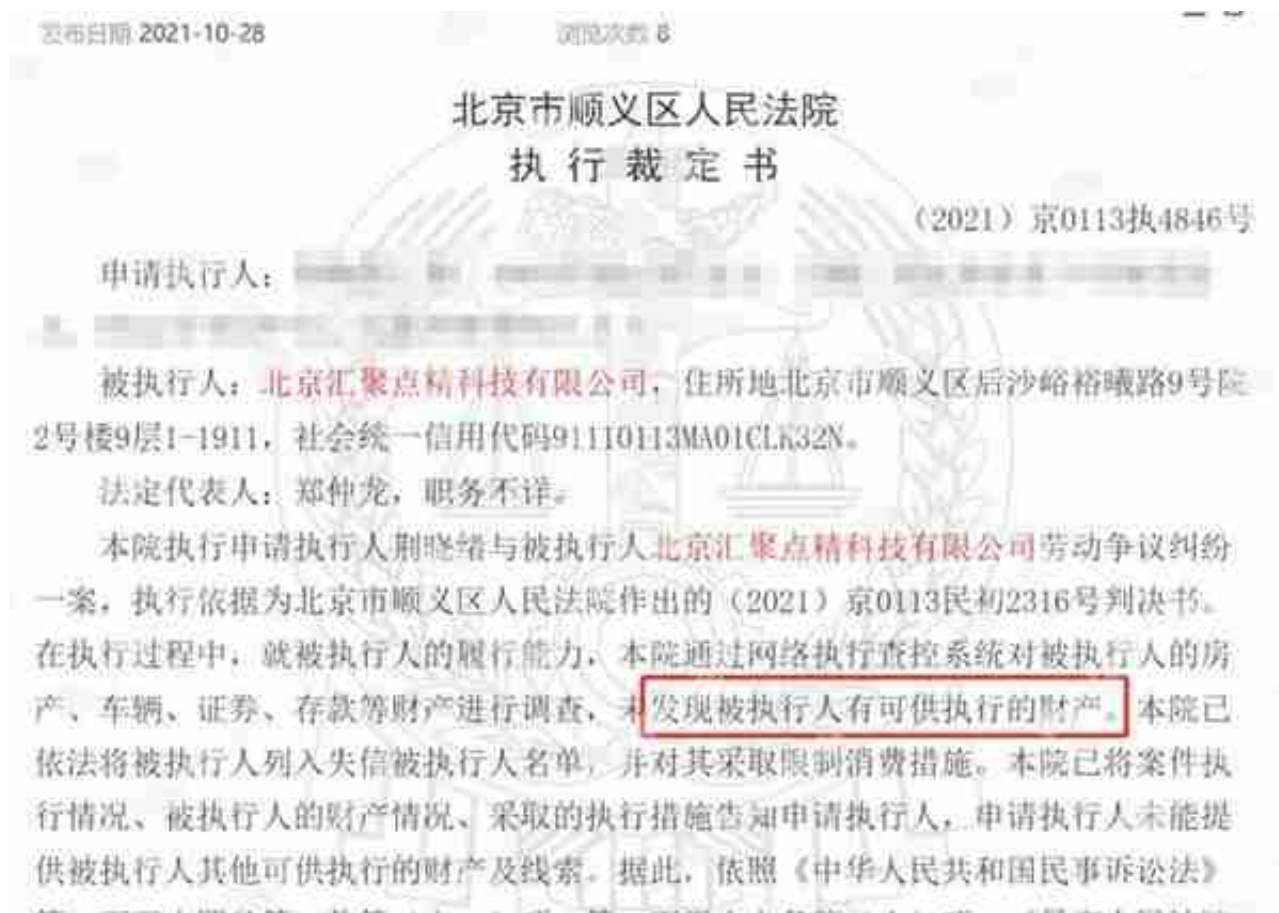 发布日期 2021-10-28 浏览次数 8
北京市顺义区人民法院
执行裁定书
（2021）京0113执4846号
申请执行人：
被执行人：北京汇聚点精科技有限公司，住所地北京市顺义区后沙峪裕曦路9号院
2号楼9层1-1911，社会统一信用代码91110113MA01CLK32N。
法定代表人：郑仲龙，职务不详。
本院执行申请执行人荆晓绪与被执行人北京汇聚点精科技有限公司劳动争议纠纷
一案，执行依据为北京市顺义区人民法院作出的（2021）京0113民初2316号判决书。
在执行过程中，就被执行人的履行能力，本院通过网络执行查控系统对被执行人的房
产、车辆、证券、存款等财产进行调查，未发现被执行人有可供执行的财产。本院已
依法将被执行人列入失信被执行人名单，并对其采取限制消费措施。本院已将案件执
行情况、被执行人的财产情况、采取的执行措施告知申请执行人，申请执行人未能提
供被执行人其他可供执行的财产及线索。据此，依照《中华人民共和国民事诉讼法》